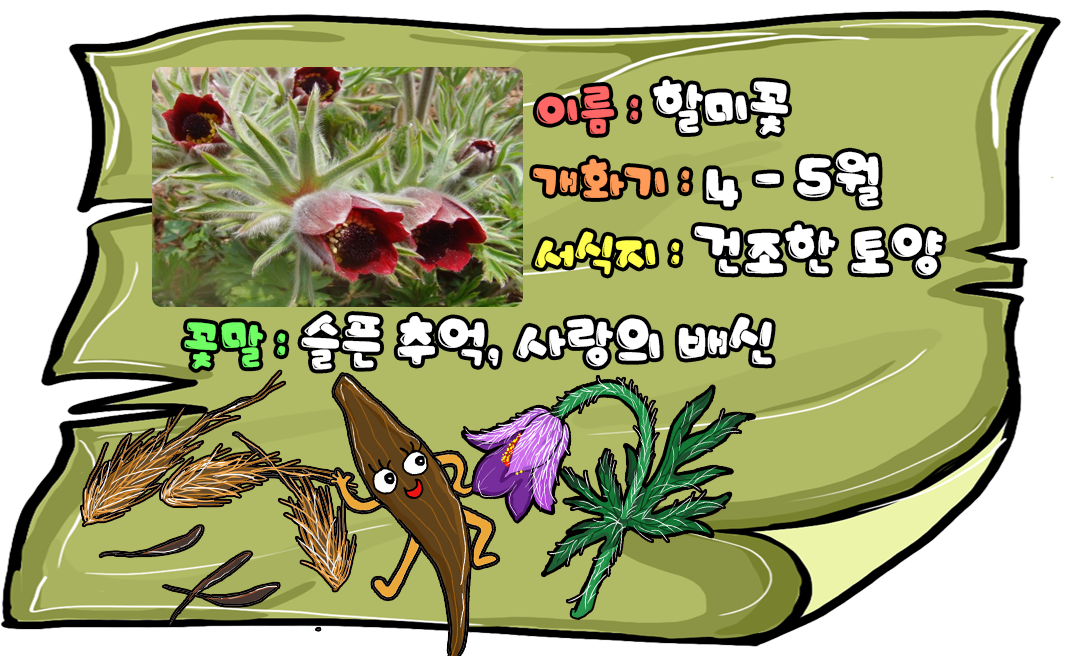 이름 : 할미꽃
개화기 : 4 - 5월
서식지 : 건조한 토양
꽃말 : 슬픈 추억, 사랑의 배신